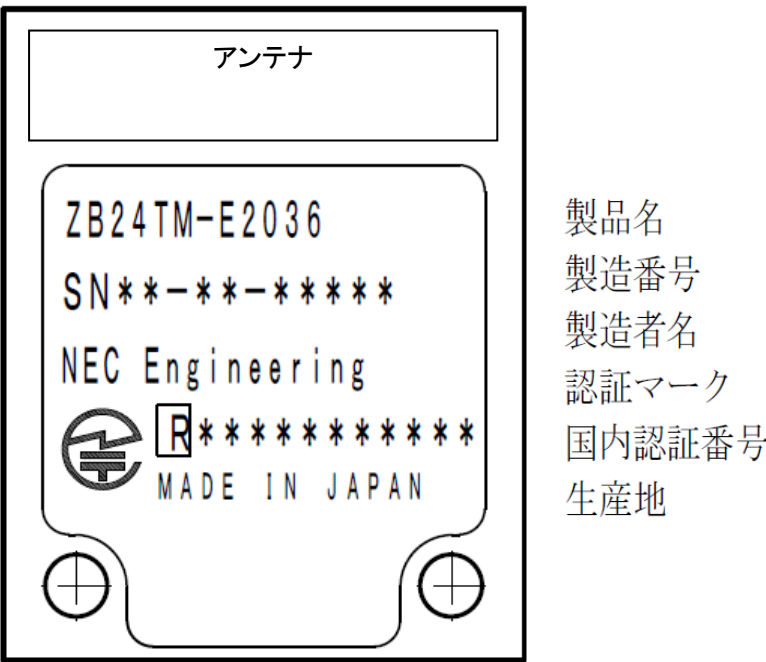 アンテナ
ZB24TM-E2036
SN**-**-*****
NEC Engineering
R***********
MADE IN JAPAN
製品名
製造番号
製造者名
認証マーク
国内認証番号
生産地